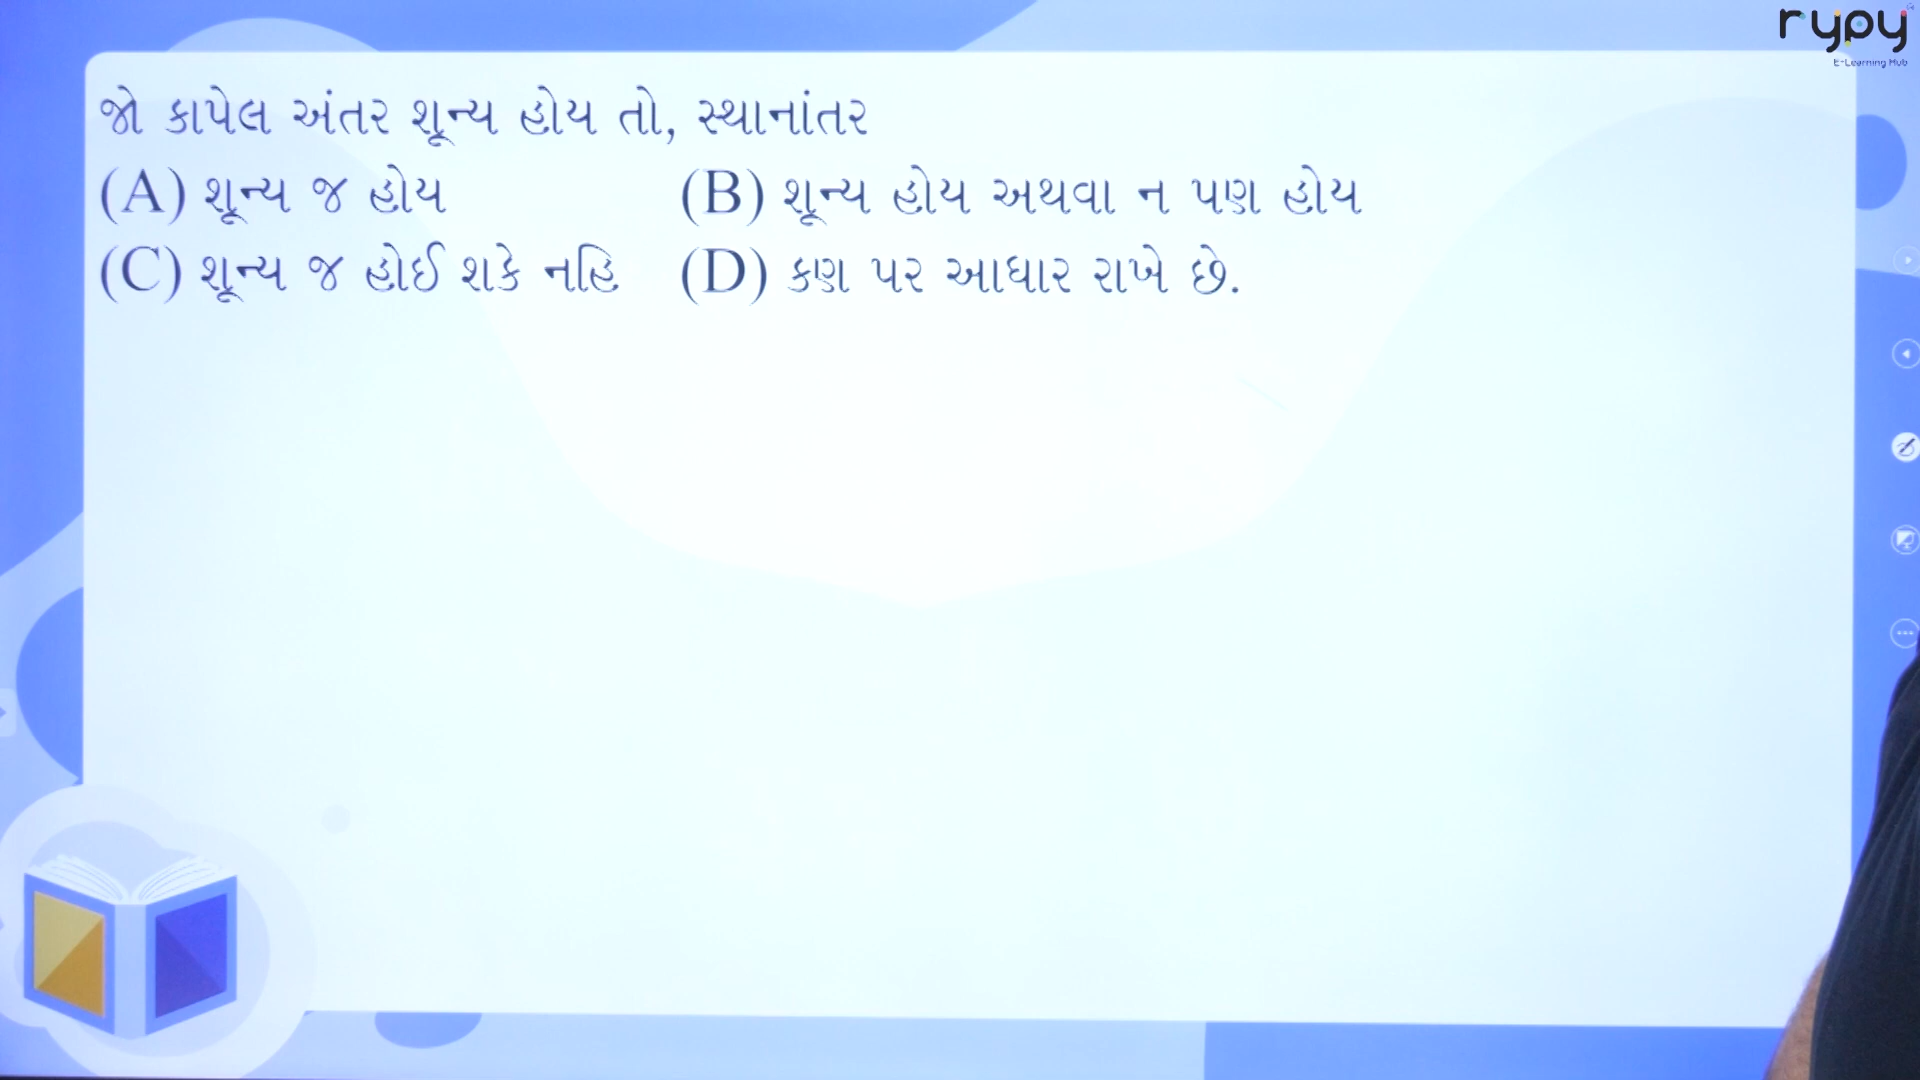 rypy
E-Learning Hub
જો કાપેલ અંતર શૂન્ય હોય તો, સ્થાનાંતર
(A) શૂન્ય જ હોય (B) શૂન્ય હોય અથવા ન પણ હોય
(C) શૂન્ય જ હોઈ શકે નહિ (D) કણ પર આધાર રાખે છે.